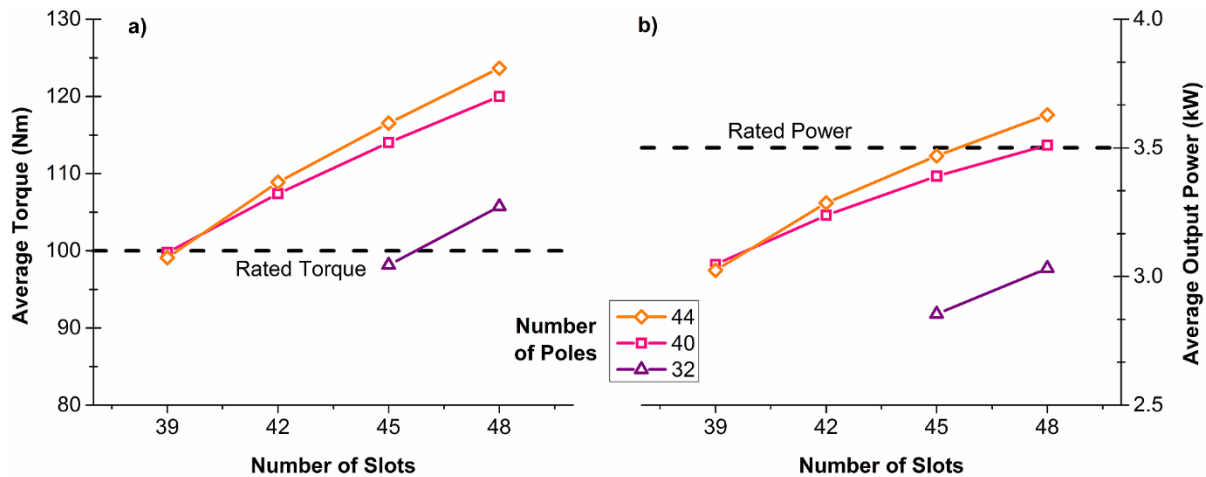 a)
130
120
110
100
90
80
Average Torque (Nm)
Rated Torque
39
42
45
48
Number of Slots
Number
of Poles
44
40
32
b)
Rated Power
4.0
3.5
3.0
2.5
Average Output Power (kW)
39
42
45
48
Number of Slots